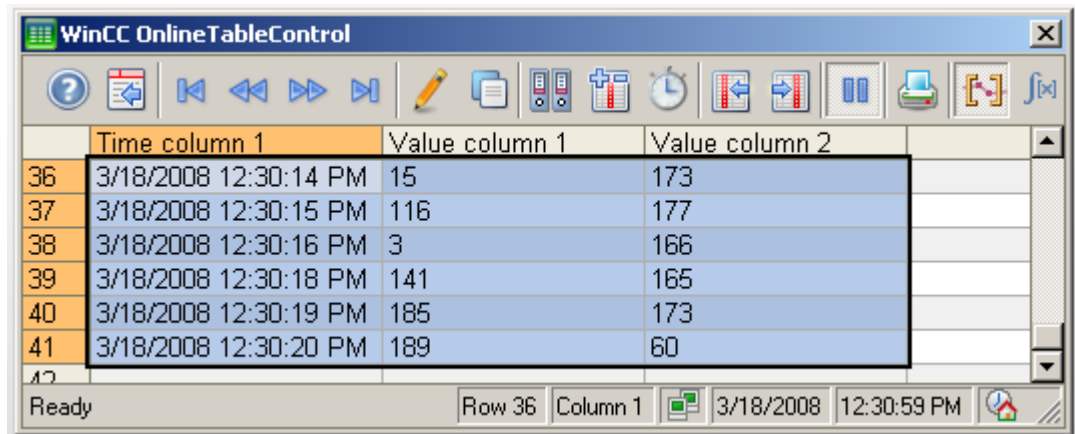 WinCC OnlineTableControl
Time column 1 Value column 1 Value column 2
36 3/18/2008 12:30:14 PM 15 173
37 3/18/2008 12:30:15 PM 116 177
38 3/18/2008 12:30:16 PM 3 166
39 3/18/2008 12:30:18 PM 141 165
40 3/18/2008 12:30:19 PM 185 173
41 3/18/2008 12:30:20 PM 189 60
42
Ready Row 36 Column 1 3/18/2008 12:30:59 PM